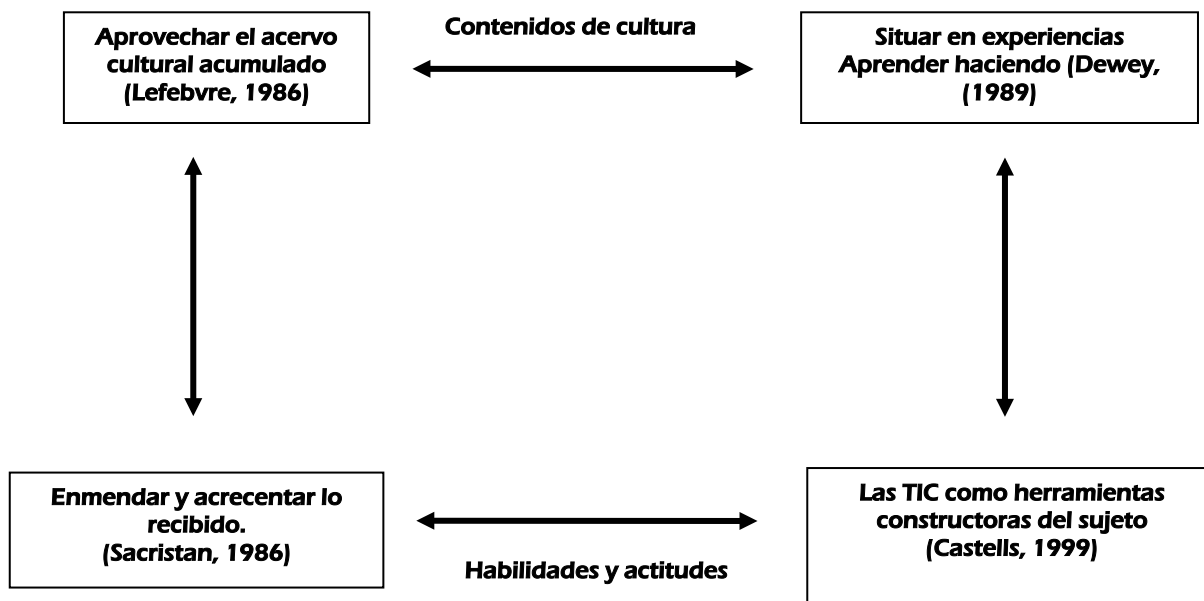 Aprovechar el acervo
cultural acumulado
(Lefebvre, 1986)
Contenidos de cultura
Situar en experiencias
Aprender haciendo (Dewey,
(1989)
Enmendar y acrecentar lo
recibido.
(Sacristan, 1986)
Habilidades y actitudes
Las TIC como herramientas
constructoras del sujeto
(Castells, 1999)